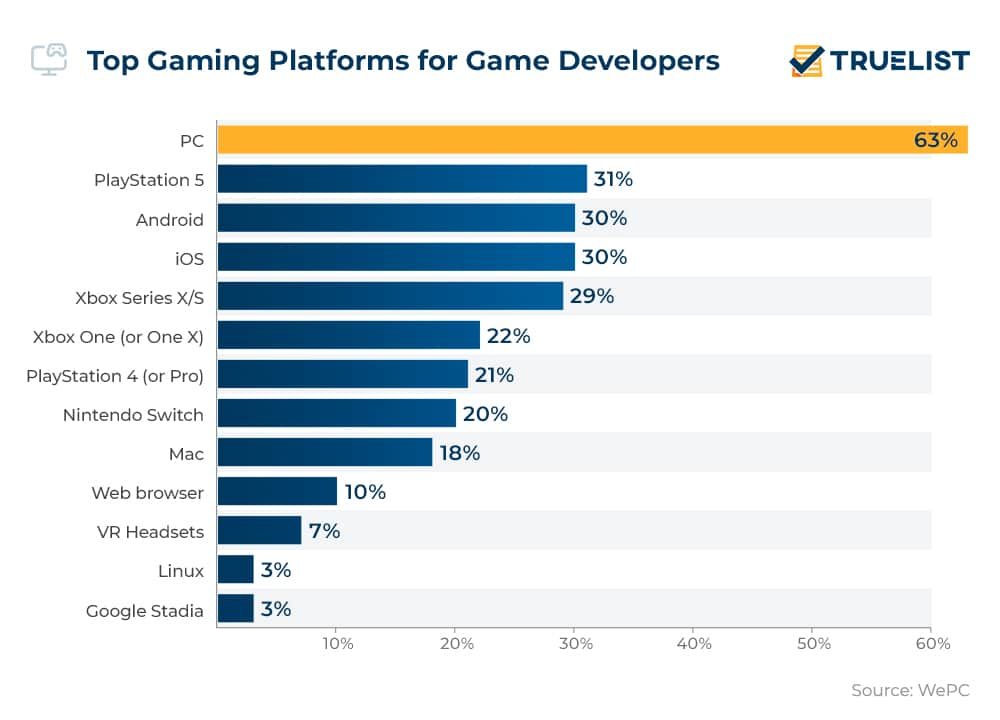 Top Gaming Platforms for Game Developers
TRUELIST
PC 63%
PlayStation 5 31%
Android 30%
iOS 30%
Xbox Series X/S 29%
Xbox One (or One X) 22%
PlayStation 4 (or Pro) 21%
Nintendo Switch 20%
Mac 18%
Web browser 10%
VR Headsets 7%
Linux 3%
Google Stadia 3%
10% 20% 30% 40% 50% 60%
Source: WePC